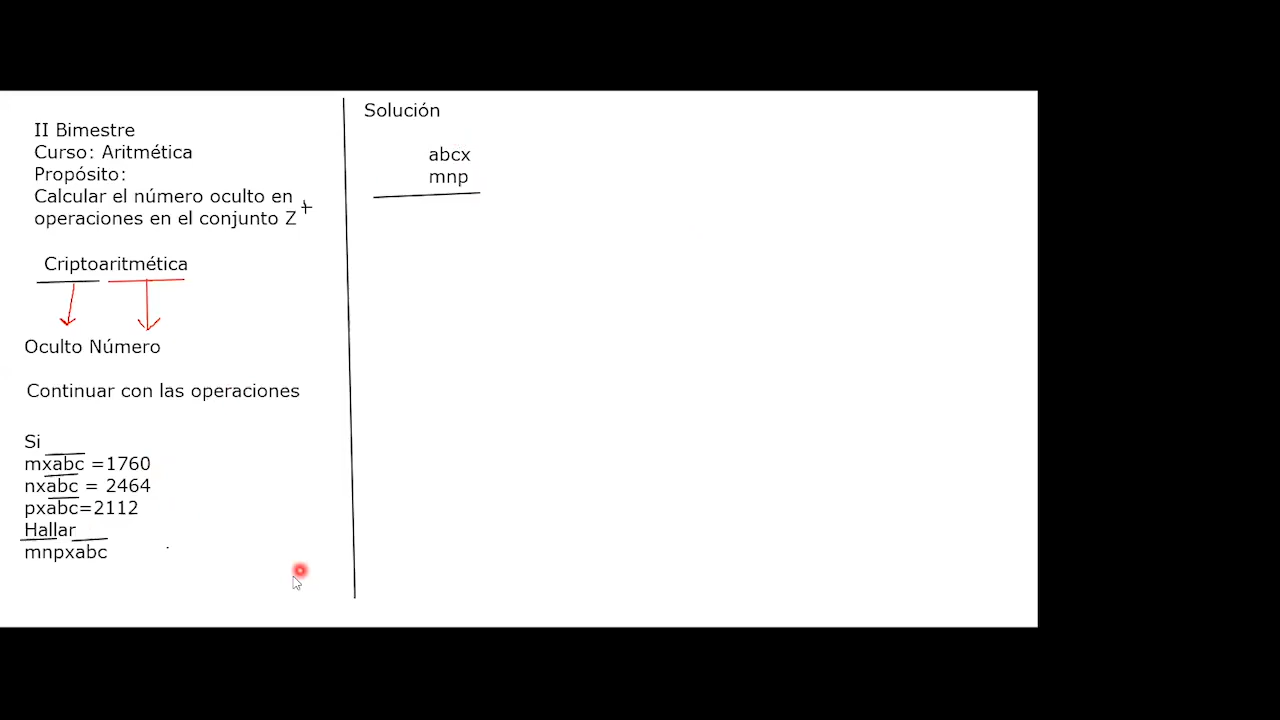 II Bimestre
Curso: Aritmética
Propósito:
Calcular el número oculto en
operaciones en el conjunto Z+
Criptoaritmética
Oculto Número
Continuar con las operaciones
Si
mxabc =1760
nxabc = 2464
pxabc=2112
Hallar
mnpxabc
Solución
abcx
mnp